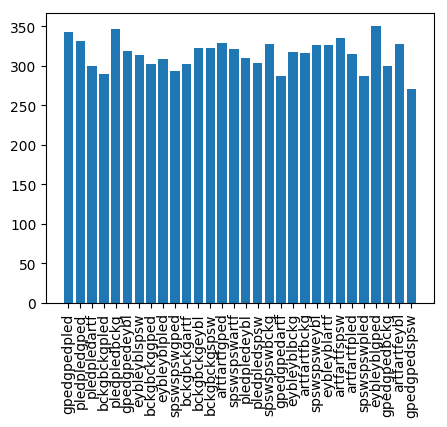 350
300
250
200
150
100
50
0
gpedgpedpled
pledpledgped
pledpledartf
bckgbckgpled
pledpledbckg
gpedgpedeybl
eybleyblspsw
bckgbckggped
eybleyblpled
spswspswgped
bckgbckgartf
bckgbckgeybl
bckgbckgspsw
artfartfgped
spswspswartf
pledpledeybl
pledpledspsw
spswspswbckg
gpedgpedartf
eybleyblbckg
artfartfbckg
spswspsweybl
eybleyblartf
artfartfspsw
artfartfpled
spswspswpled
eybleyblgped
gpedgpedbckg
artfartfeybl
gpedgpedspsw